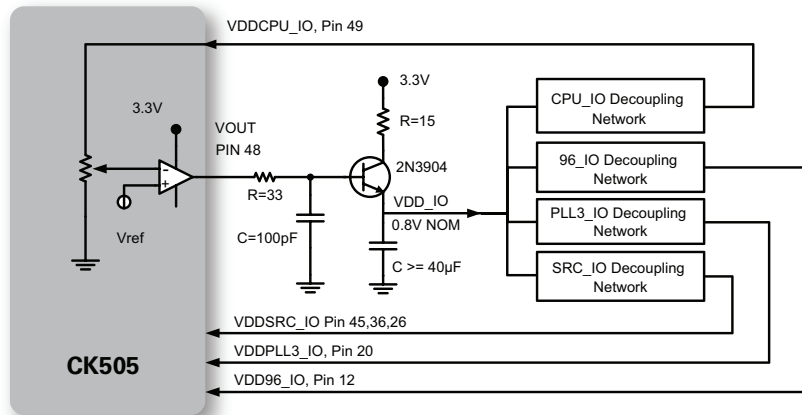 VDDCPU_IO, Pin 49
3.3V
VOUT
PIN 48
-
+
Vref
R=33
C=100pF
3.3V
R=15
2N3904
VDD_IO
0.8V NOM
C >= 40µF
CPU_IO Decoupling
Network
96_IO Decoupling
Network
PLL3_IO Decoupling
Network
SRC_IO Decoupling
Network
VDDSRC_IO Pin 45,36,26
VDDPLL3_IO, Pin 20
VDD96_IO, Pin 12
CK505